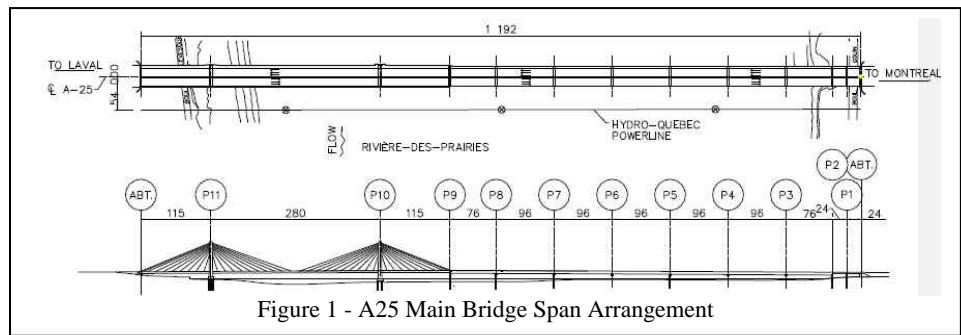 1 192
TO LAVAL
℄ A-25
54 000
TO MONTREAL
HYDRO-QUEBEC
POWERLINE
FLOW
RIVIÈRE-DES-PRAIRIES
ABT. P11 P10 P9 P8 P7 P6 P5 P4 P3 P2 P1 ABT.
115 280 115 76 96 96 96 96 96 76 24 24
Figure 1 - A25 Main Bridge Span Arrangement